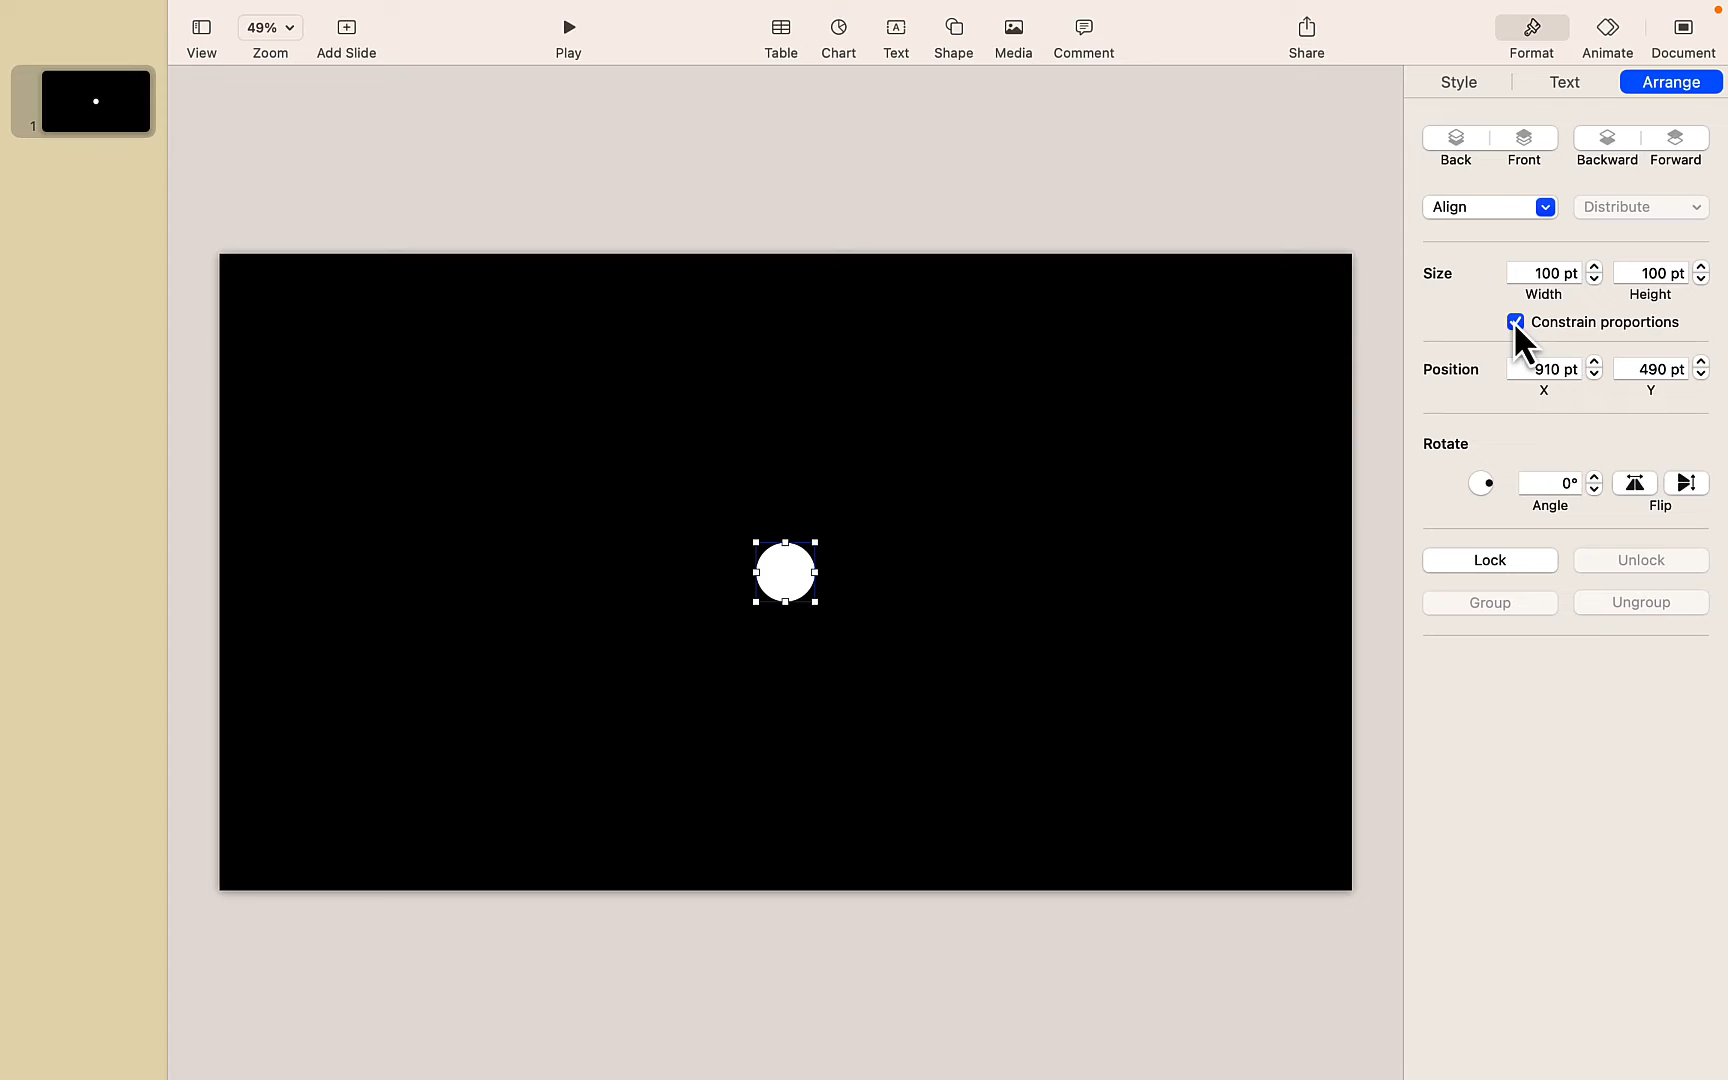 49%
View
Zoom
Add Slide
Play
Table
Chart
Text
Shape
Media
Comment
Share
Format
Animate
Document
Style
Text
Arrange
1
Back
Front
Backward
Forward
Align
Distribute
Size
100 pt
100 pt
Width
Height
Constrain proportions
Position
910 pt
490 pt
X
Y
Rotate
0°
Angle
Flip
Lock
Unlock
Group
Ungroup